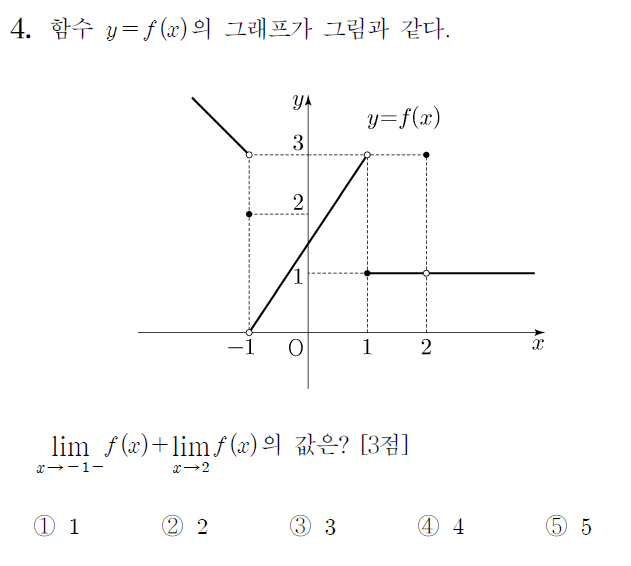 4. 함수 y=f(x)의 그래프가 그림과 같다.
y
y=f(x)
3
2
1
−1 O 1 2 x
lim f(x)+lim f(x)의 값은? [3점]
x→−1− x→2
① 1 ② 2 ③ 3 ④ 4 ⑤ 5